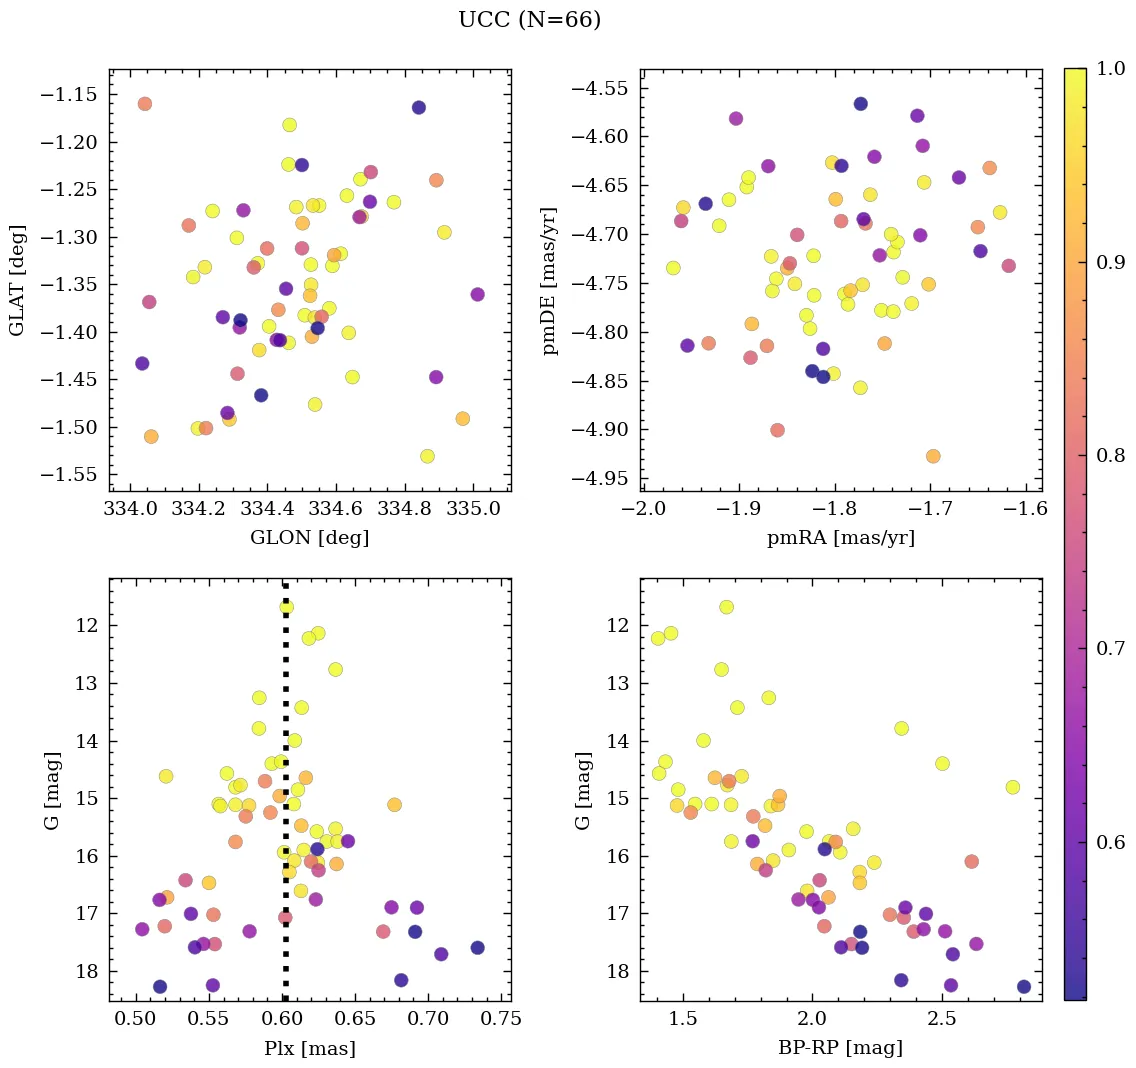 UCC (N=66)
−1.15
−1.20
−1.25
−1.30
−1.35
−1.40
−1.45
−1.50
−1.55
GLAT [deg]
334.0 334.2 334.4 334.6 334.8 335.0
GLON [deg]
−4.55
−4.60
−4.65
−4.70
−4.75
−4.80
−4.85
−4.90
−4.95
pmDE [mas/yr]
−2.0 −1.9 −1.8 −1.7 −1.6
pmRA [mas/yr]
1.0
0.9
0.8
0.7
0.6
12
13
14
15
16
17
18
G [mag]
0.50 0.55 0.60 0.65 0.70 0.75
Plx [mas]
12
13
14
15
16
17
18
G [mag]
1.5 2.0 2.5
BP-RP [mag]